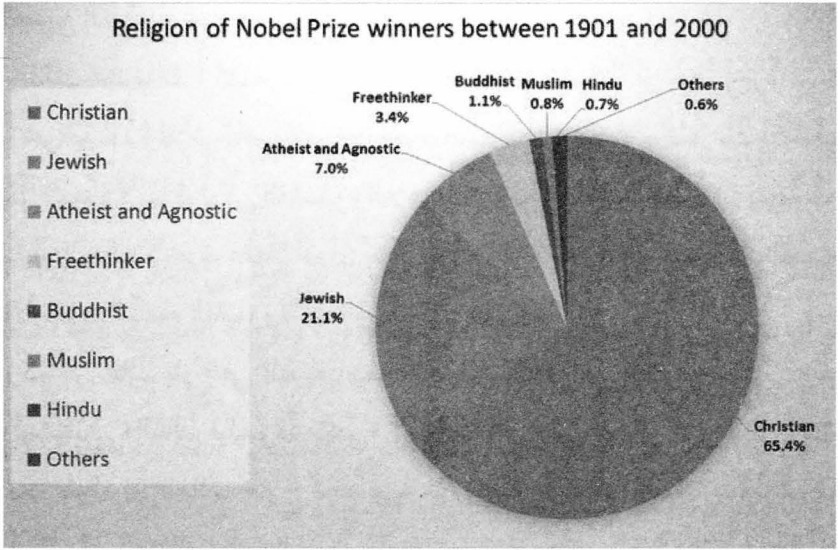 Religion of Nobel Prize winners between 1901 and 2000
Christian
Jewish
Atheist and Agnostic
Freethinker
Buddhist
Muslim
Hindu
Others
Freethinker
3.4%
Buddhist
1.1%
Muslim
0.8%
Hindu
0.7%
Others
0.6%
Atheist and Agnostic
7.0%
Jewish
21.1%
Christian
65.4%